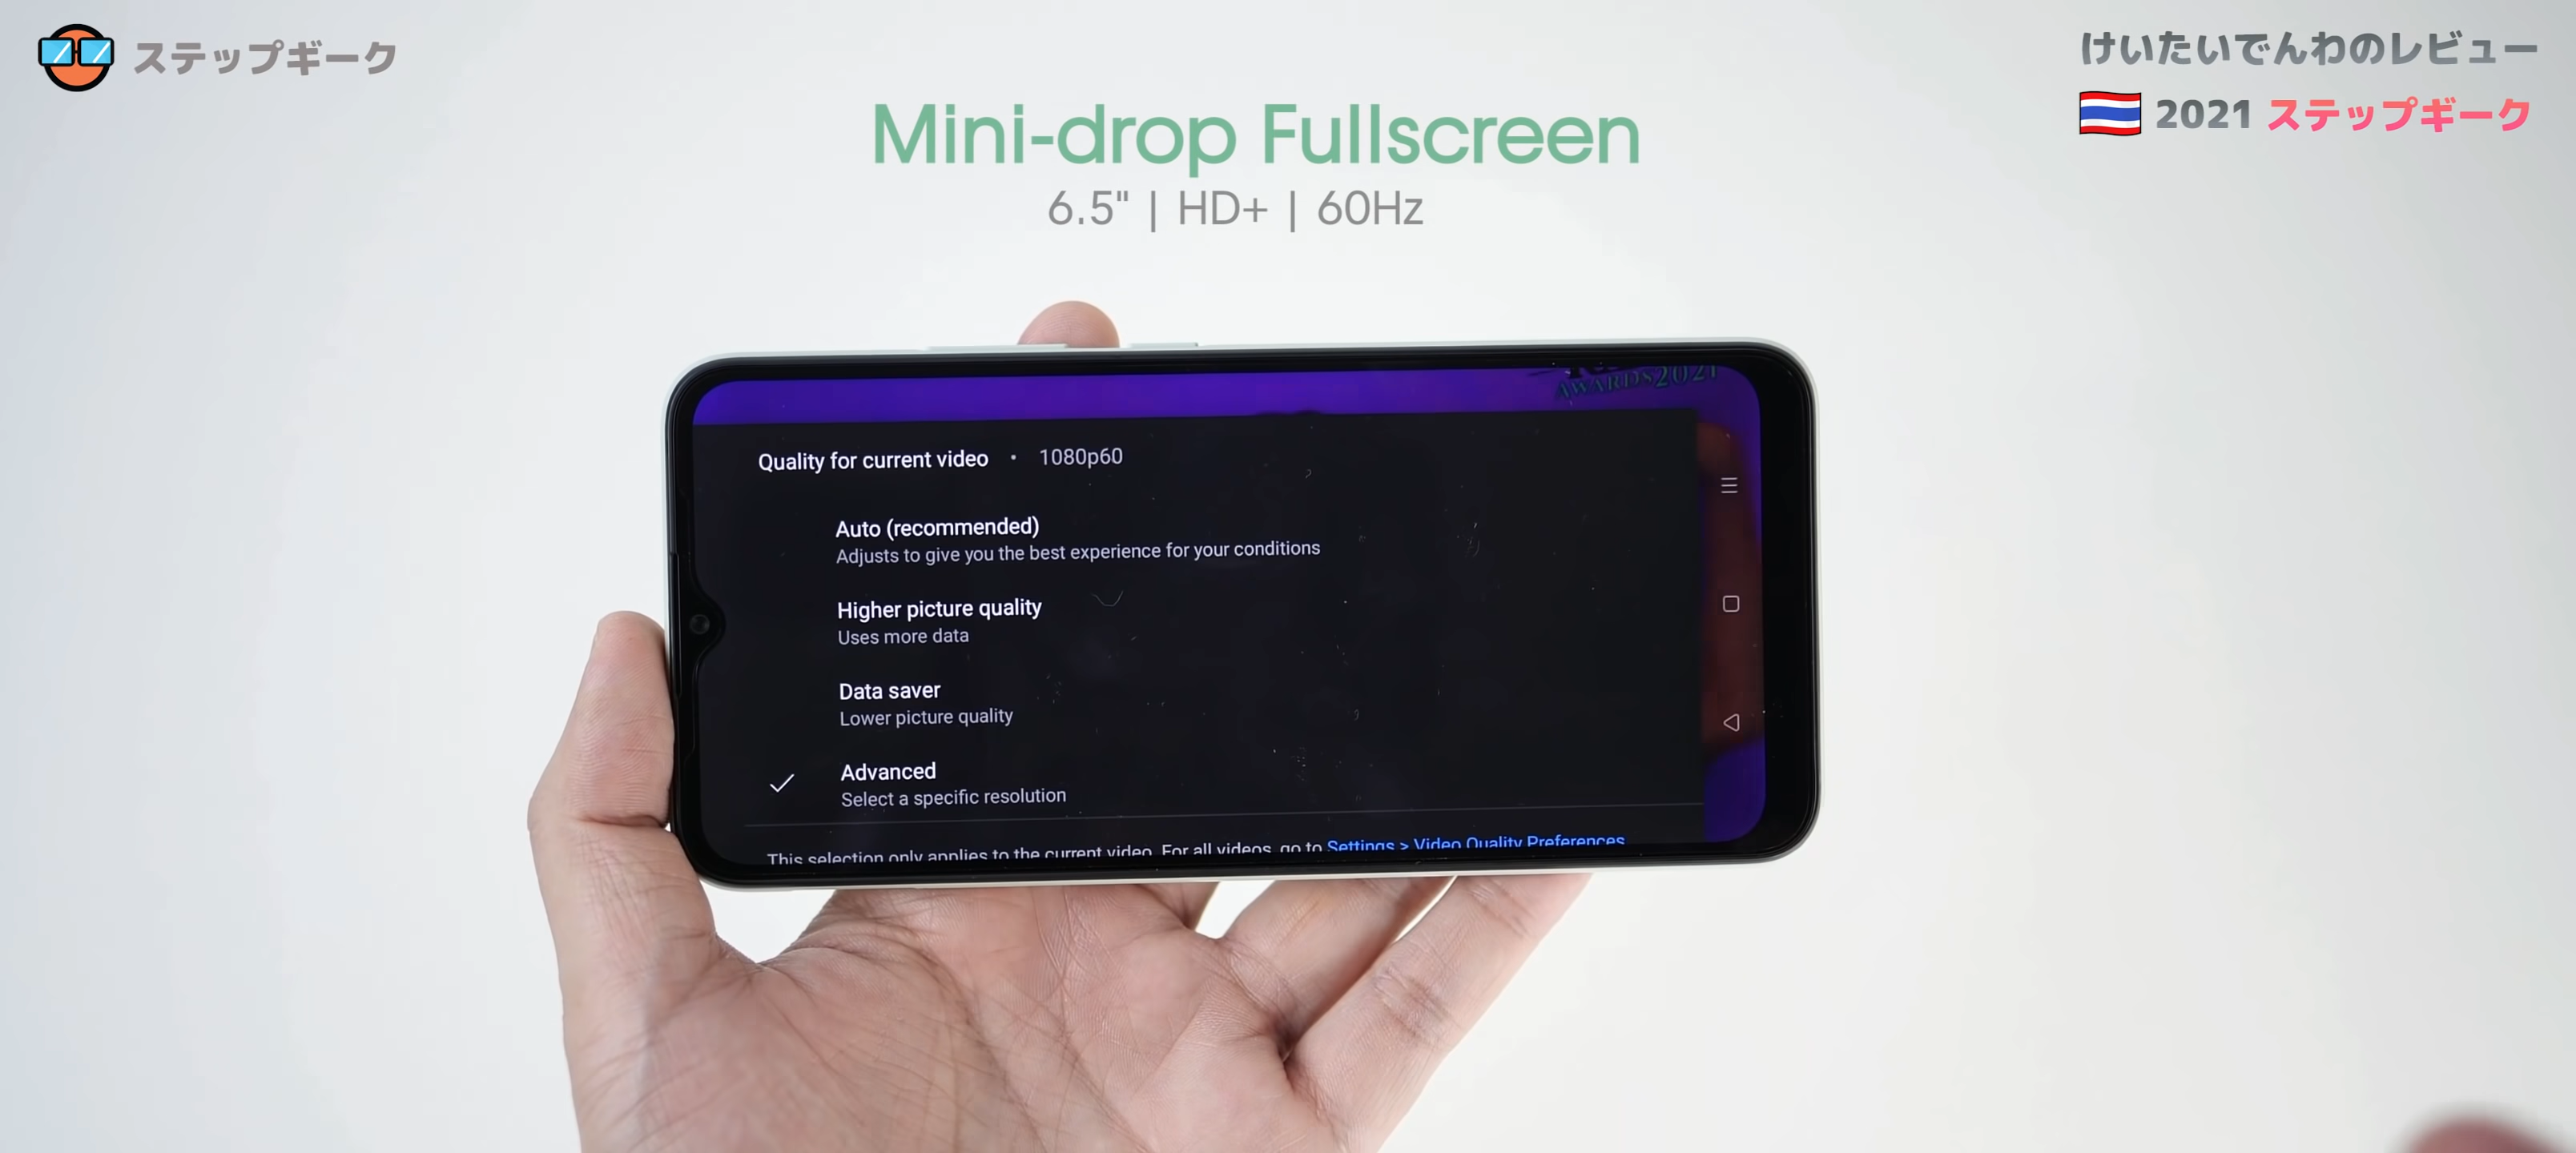 ステップギーク
けいたいでんわのレビュー
2021 ステップギーク
Mini-drop Fullscreen
6.5" | HD+ | 60Hz
AWARDS2021
Quality for current video • 1080p60
Auto (recommended)
Adjusts to give you the best experience for your conditions
Higher picture quality
Uses more data
Data saver
Lower picture quality
Advanced
Select a specific resolution
This selection only applies to the current video. For all videos, go to Settings > Video Quality Preferences